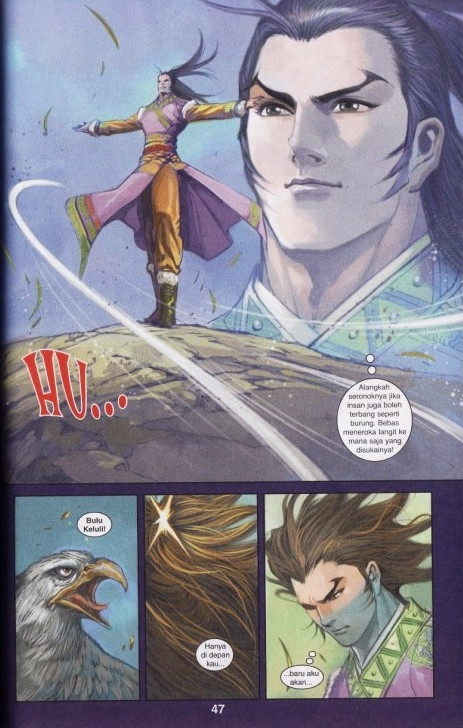 HU...
Alangkah
seronoknya jika
insan juga boleh
terbang seperti
burung. Bebas
meneroka langit ke
mana saja yang
disukainya!
Bulu
Keluli!
Hanya
di depan
kau...
...baru aku
akan...
47